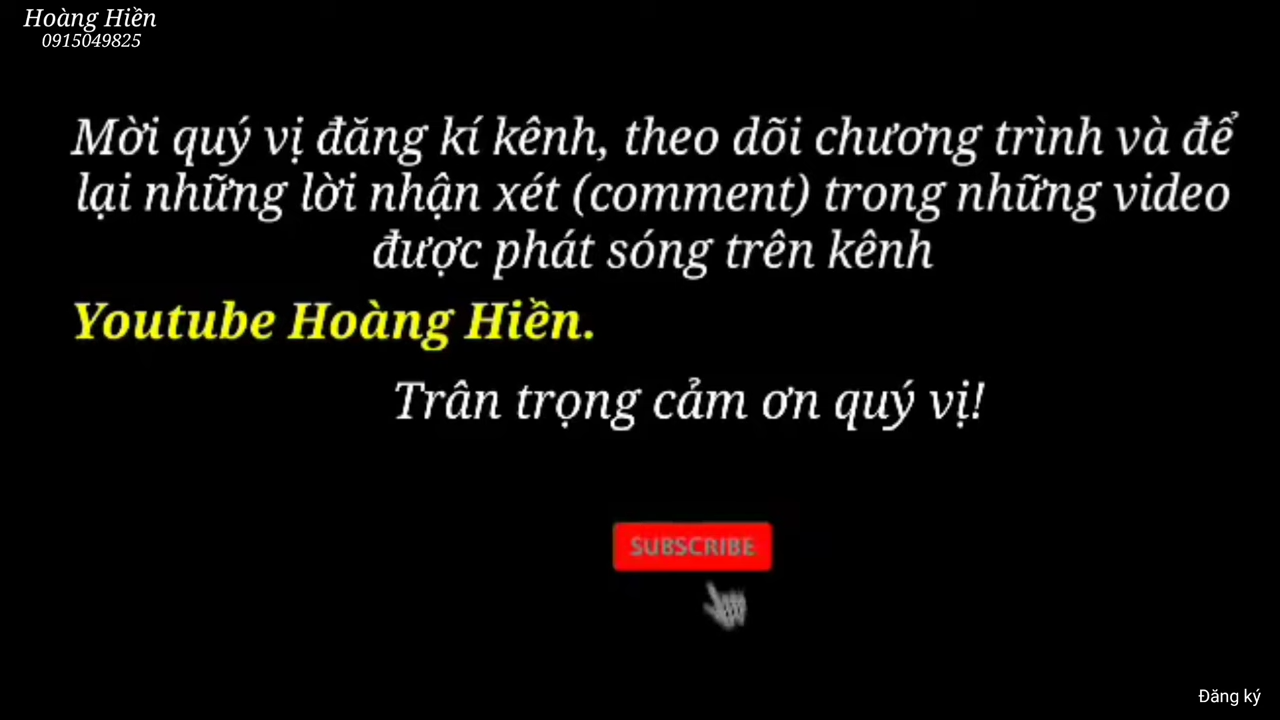 Hoàng Hiền
0915049825
Mời quý vị đăng kí kênh, theo dõi chương trình và để
lại những lời nhận xét (comment) trong những video
được phát sóng trên kênh
Youtube Hoàng Hiền.
Trân trọng cảm ơn quý vị!
SUBSCRIBE
Đăng ký